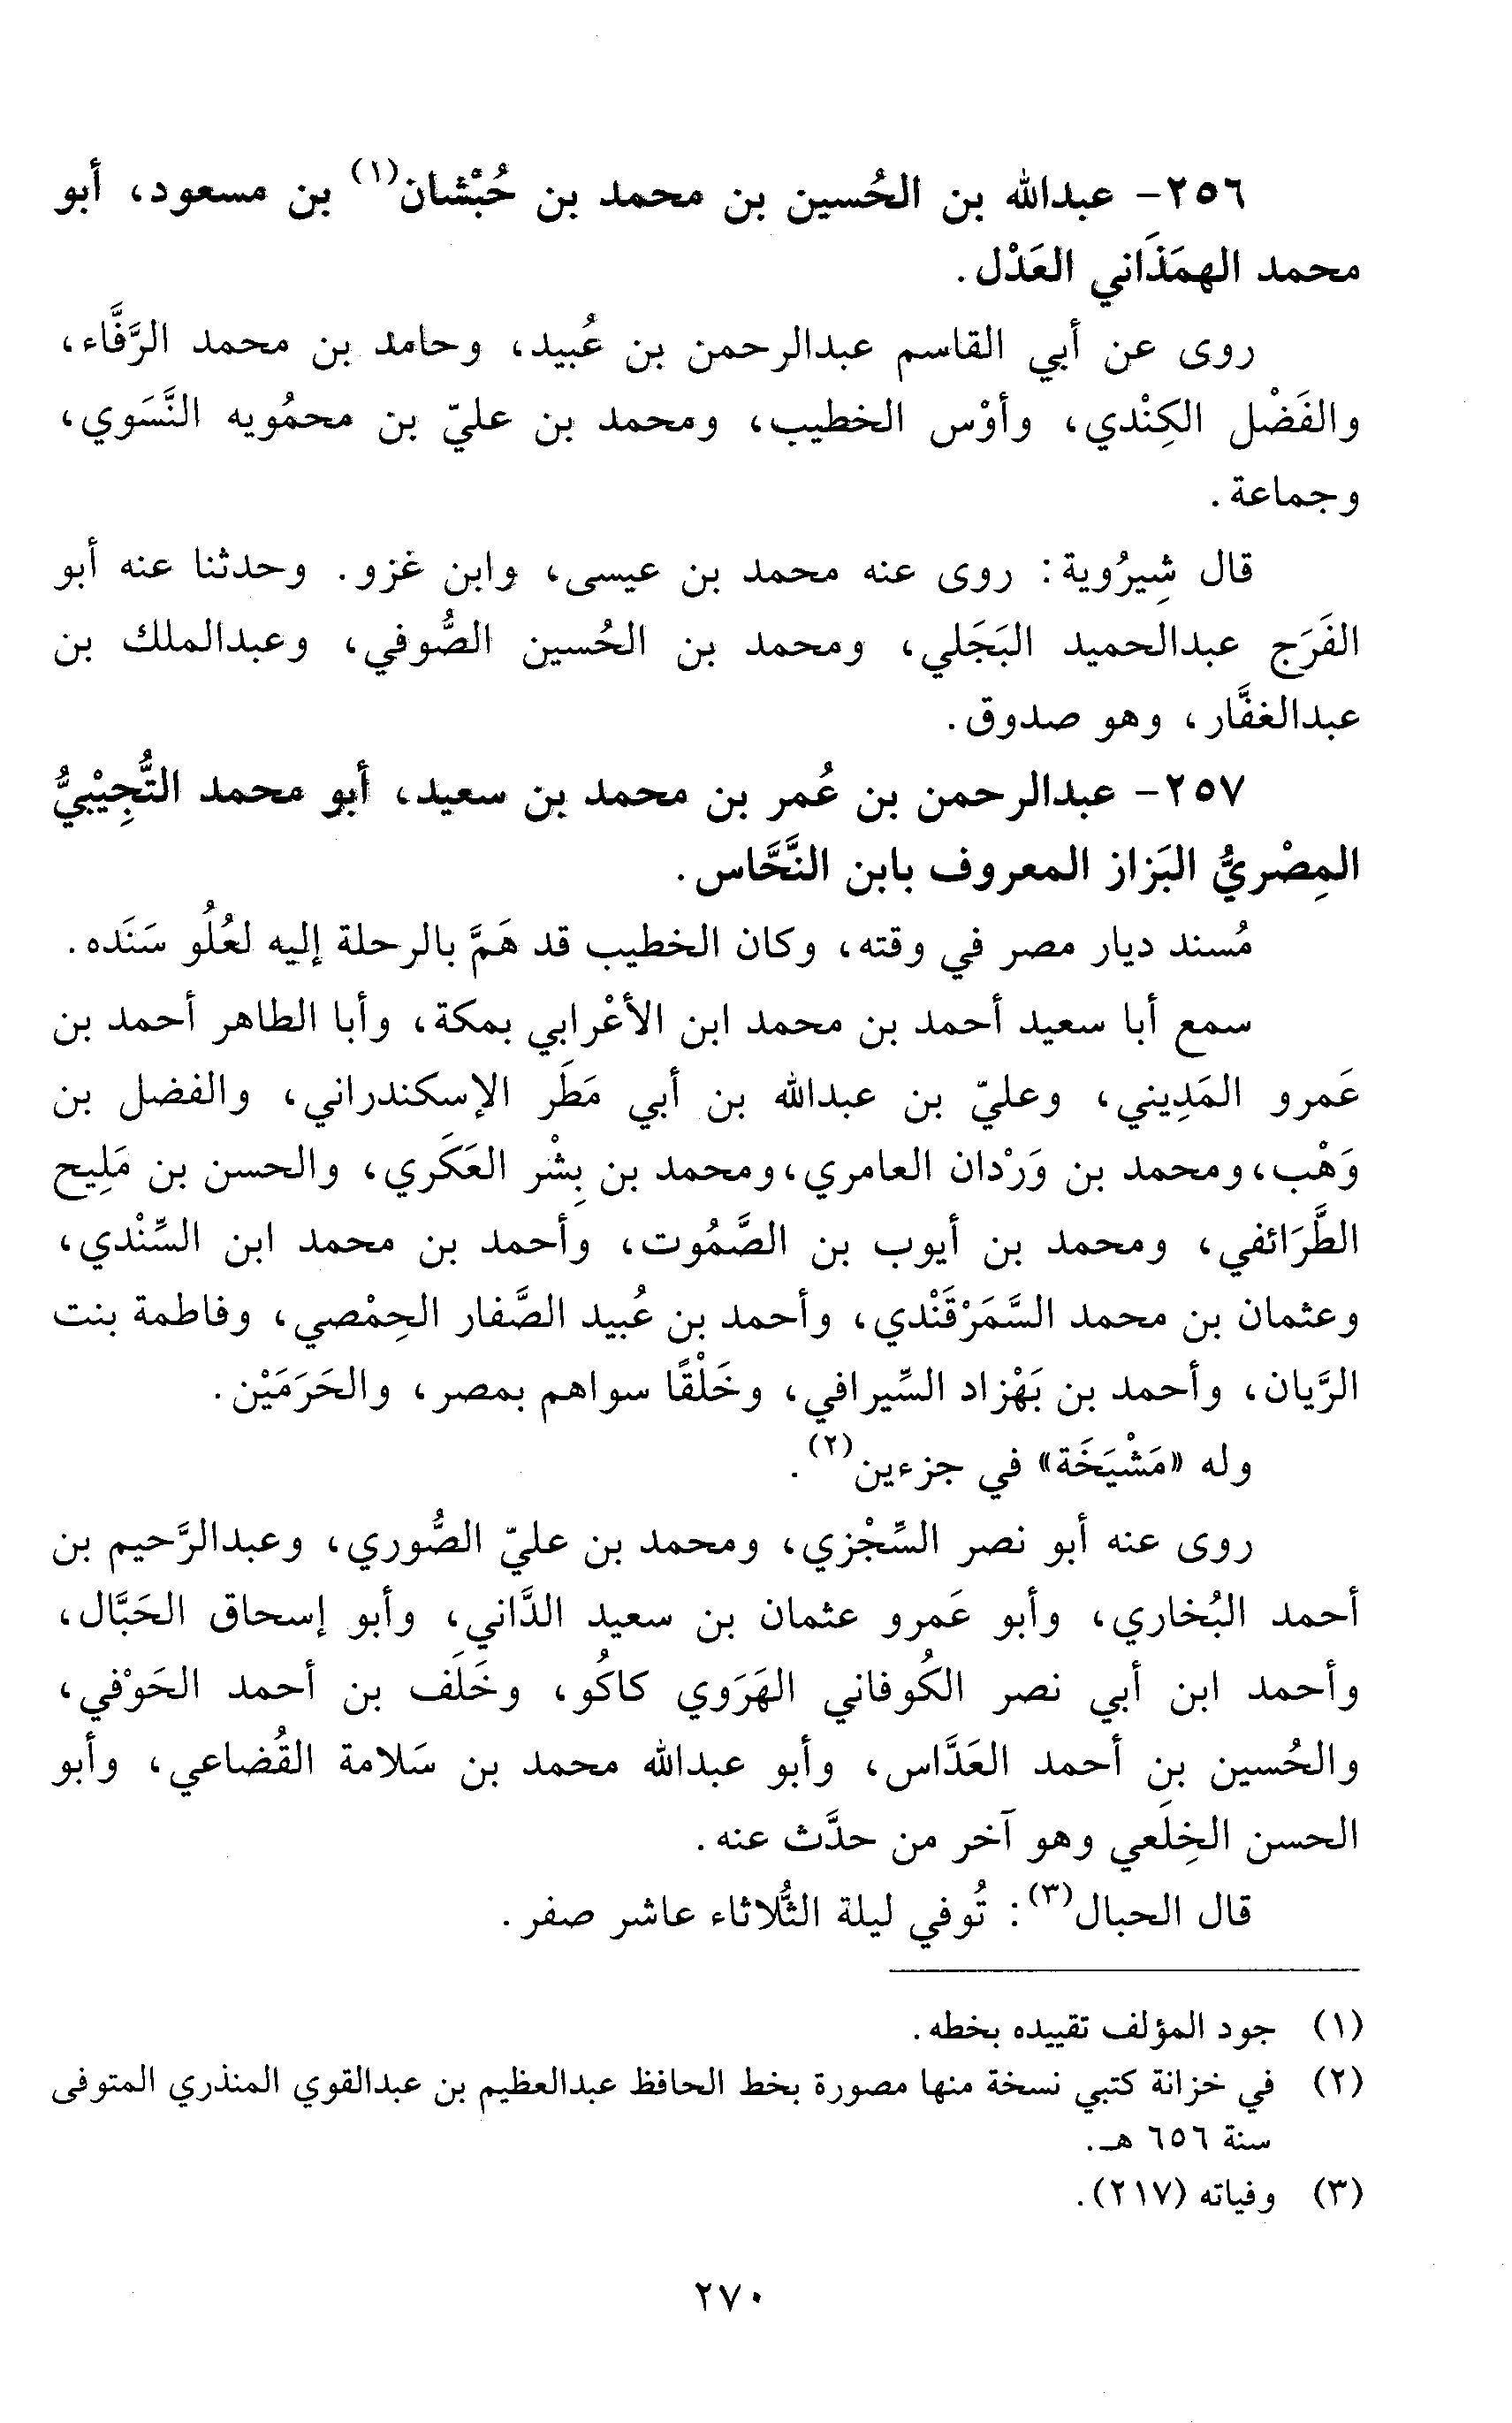 ٢٥٦- عبدالله بن الحُسين بن محمد بن حُبْشان(١) بن مسعود، أبو
محمد الهمَذَاني العَدْل.
روى عن أبي القاسم عبدالرحمن بن عُبيد، وحامد بن محمد الرَّفَّاء،
والفَضْل الكِنْدي، وأوْس الخطيب، ومحمد بن عليّ بن محمُويه النَّسَوي،
وجماعة.
قال شِيرُوية: روى عنه محمد بن عيسى، وابن غزو. وحدثنا عنه أبو
الفَرَج عبدالحميد البَجَلي، ومحمد بن الحُسين الصُّوفي، وعبدالملك بن
عبدالغفَّار، وهو صدوق.
٢٥٧- عبدالرحمن بن عُمر بن محمد بن سعيد، أبو محمد التُّجِيْبيُّ
المِصْريُّ البَزاز المعروف بابن النَّحَّاس.
مُسند ديار مصر في وقته، وكان الخطيب قد هَمَّ بالرحلة إليه لعُلُو سَنَده.
سمع أبا سعيد أحمد بن محمد ابن الأعْرابي بمكة، وأبا الطاهر أحمد بن
عَمرو المَدِيني، وعليّ بن عبدالله بن أبي مَطَر الإسكندراني، والفضل بن
وَهْب، ومحمد بن وَرْدان العامري، ومحمد بن بِشْر العَكَري، والحسن بن مَلِيح
الطَّرَائفي، ومحمد بن أيوب بن الصَّمُوت، وأحمد بن محمد ابن السِّنْدي،
وعثمان بن محمد السَّمَرْقَنْدي، وأحمد بن عُبيد الصَّفار الحِمْصي، وفاطمة بنت
الرَّيان، وأحمد بن بَهْزاد السِّيرافي، وخَلْقًا سواهم بمصر، والحَرَمَيْن.
وله «مَشْيَخَة» في جزءين(٢).
روى عنه أبو نصر السِّجْزي، ومحمد بن عليّ الصُّوري، وعبدالرَّحيم بن
أحمد البُخاري، وأبو عَمرو عثمان بن سعيد الدَّاني، وأبو إسحاق الحَبَّال،
وأحمد ابن أبي نصر الكُوفاني الهَرَوي كاكُو، وخَلَف بن أحمد الحَوْفي،
والحُسين بن أحمد العَدَّاس، وأبو عبدالله محمد بن سَلامة القُضاعي، وأبو
الحسن الخِلَعي وهو آخر من حدَّث عنه.
قال الحبال(٣): تُوفي ليلة الثُّلاثاء عاشر صفر.
(١) جود المؤلف تقييده بخطه.
(٢) في خزانة كتبي نسخة منها مصورة بخط الحافظ عبدالعظيم بن عبدالقوي المنذري المتوفى
سنة ٦٥٦ هـ.
(٣) وفياته (٢١٧).
٢٧٠